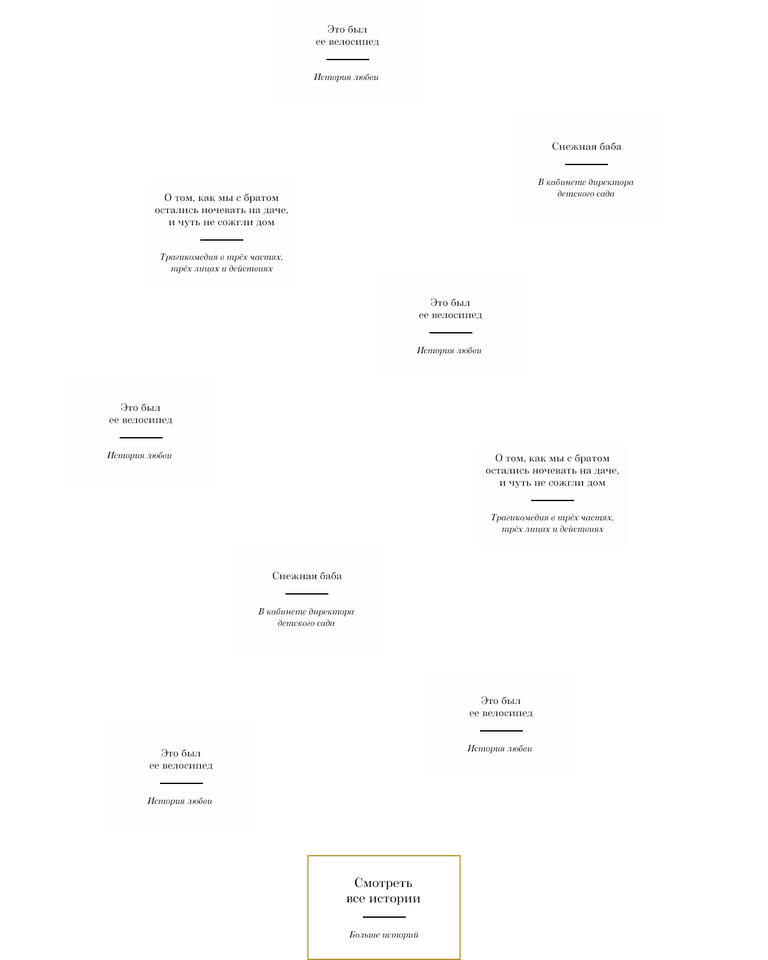 Это был
ее велосипед
История любви
Снежная баба
В кабинете директора
детского сада
О том, как мы с братом
остались ночевать на даче,
и чуть не сожгли дом
Трагикомедия в трёх частях,
трёх лицах и действиях
Это был
ее велосипед
История любви
Это был
ее велосипед
История любви
О том, как мы с братом
остались ночевать на даче,
и чуть не сожгли дом
Трагикомедия в трёх частях,
трёх лицах и действиях
Снежная баба
В кабинете директора
детского сада
Это был
ее велосипед
История любви
Это был
ее велосипед
История любви
Смотреть
все истории
Больше историй